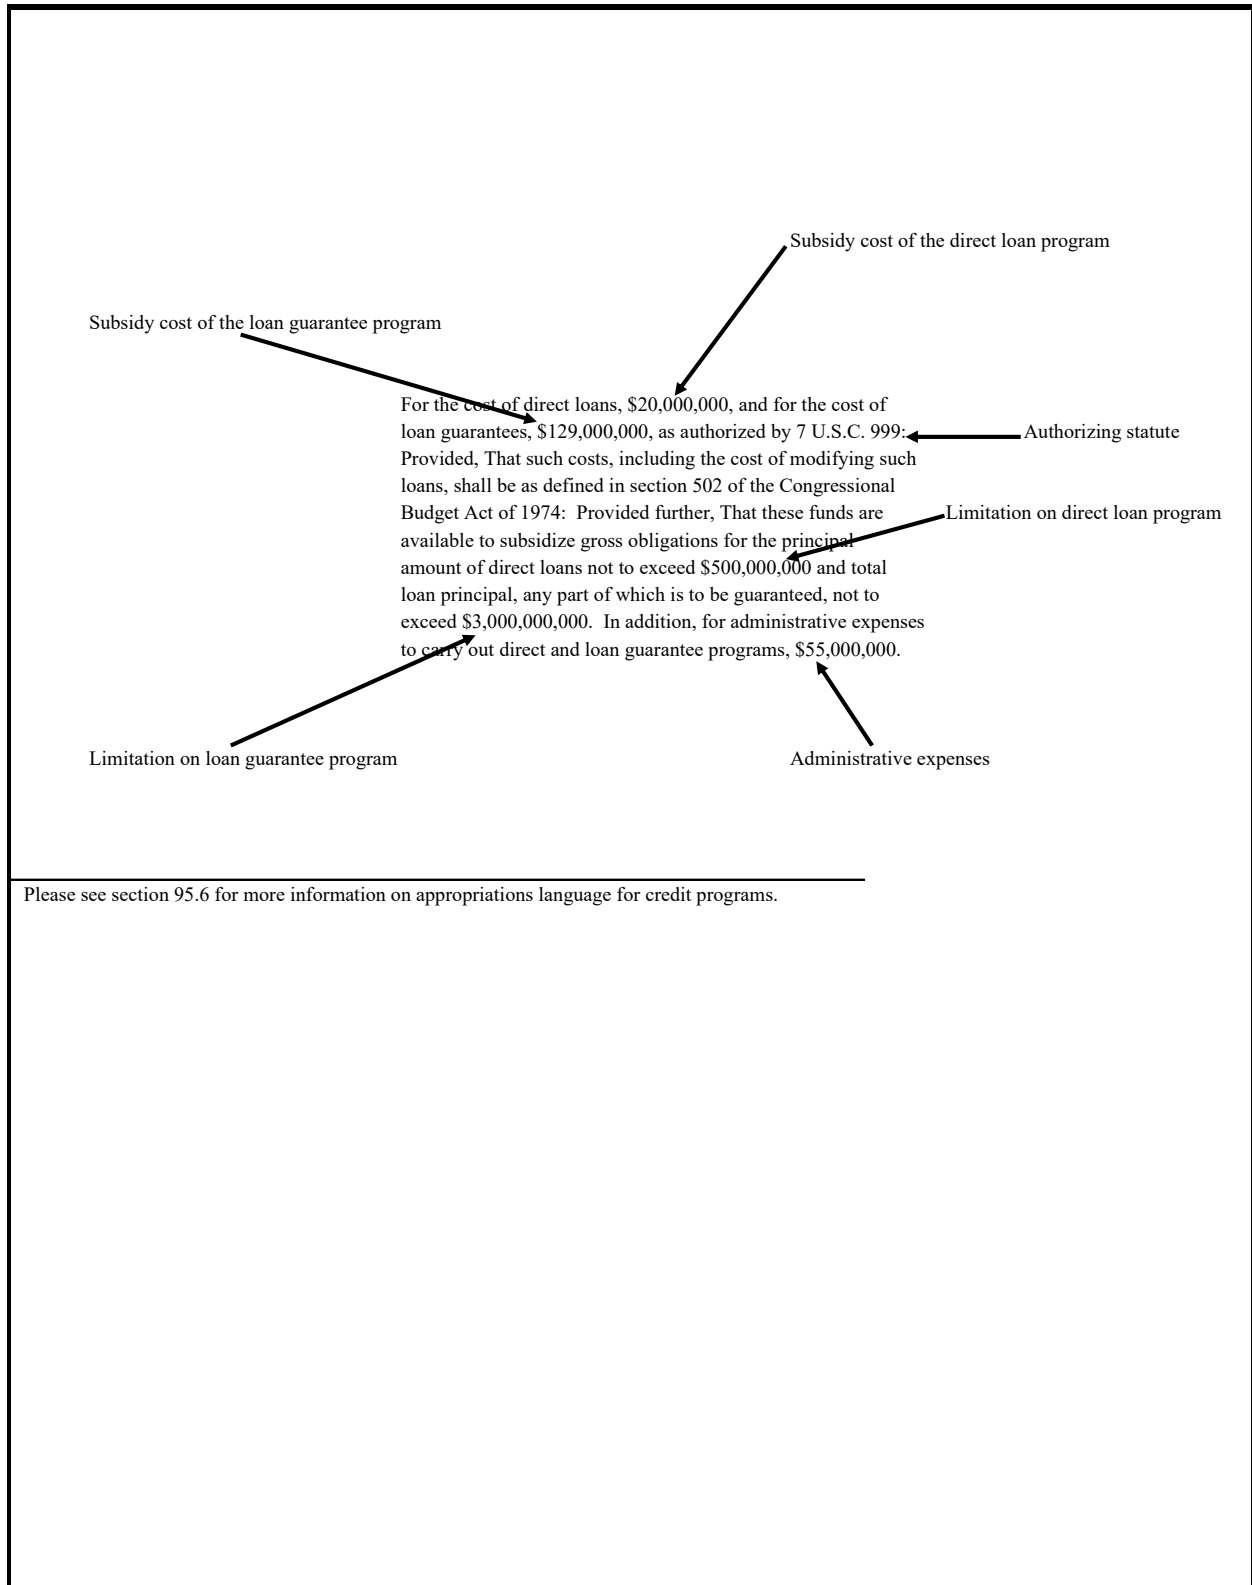 Subsidy cost of the direct loan program
Subsidy cost of the loan guarantee program
For the cost of direct loans, $20,000,000, and for the cost of
loan guarantees, $129,000,000, as authorized by 7 U.S.C. 999:
Authorizing statute
Provided, That such costs, including the cost of modifying such
loans, shall be as defined in section 502 of the Congressional
Budget Act of 1974:  Provided further, That these funds are
Limitation on direct loan program
available to subsidize gross obligations for the principal
amount of direct loans not to exceed $500,000,000 and total
loan principal, any part of which is to be guaranteed, not to
exceed $3,000,000,000.  In addition, for administrative expenses
to carry out direct and loan guarantee programs, $55,000,000.
Limitation on loan guarantee program
Administrative expenses
Please see section 95.6 for more information on appropriations language for credit programs.